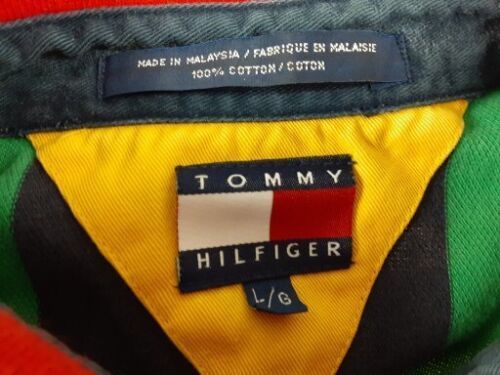 MADE IN MALAYSIA / FABRIQUE EN MALAISIE
100% COTTON / COTON
TOMMY
HILFIGER
L/G